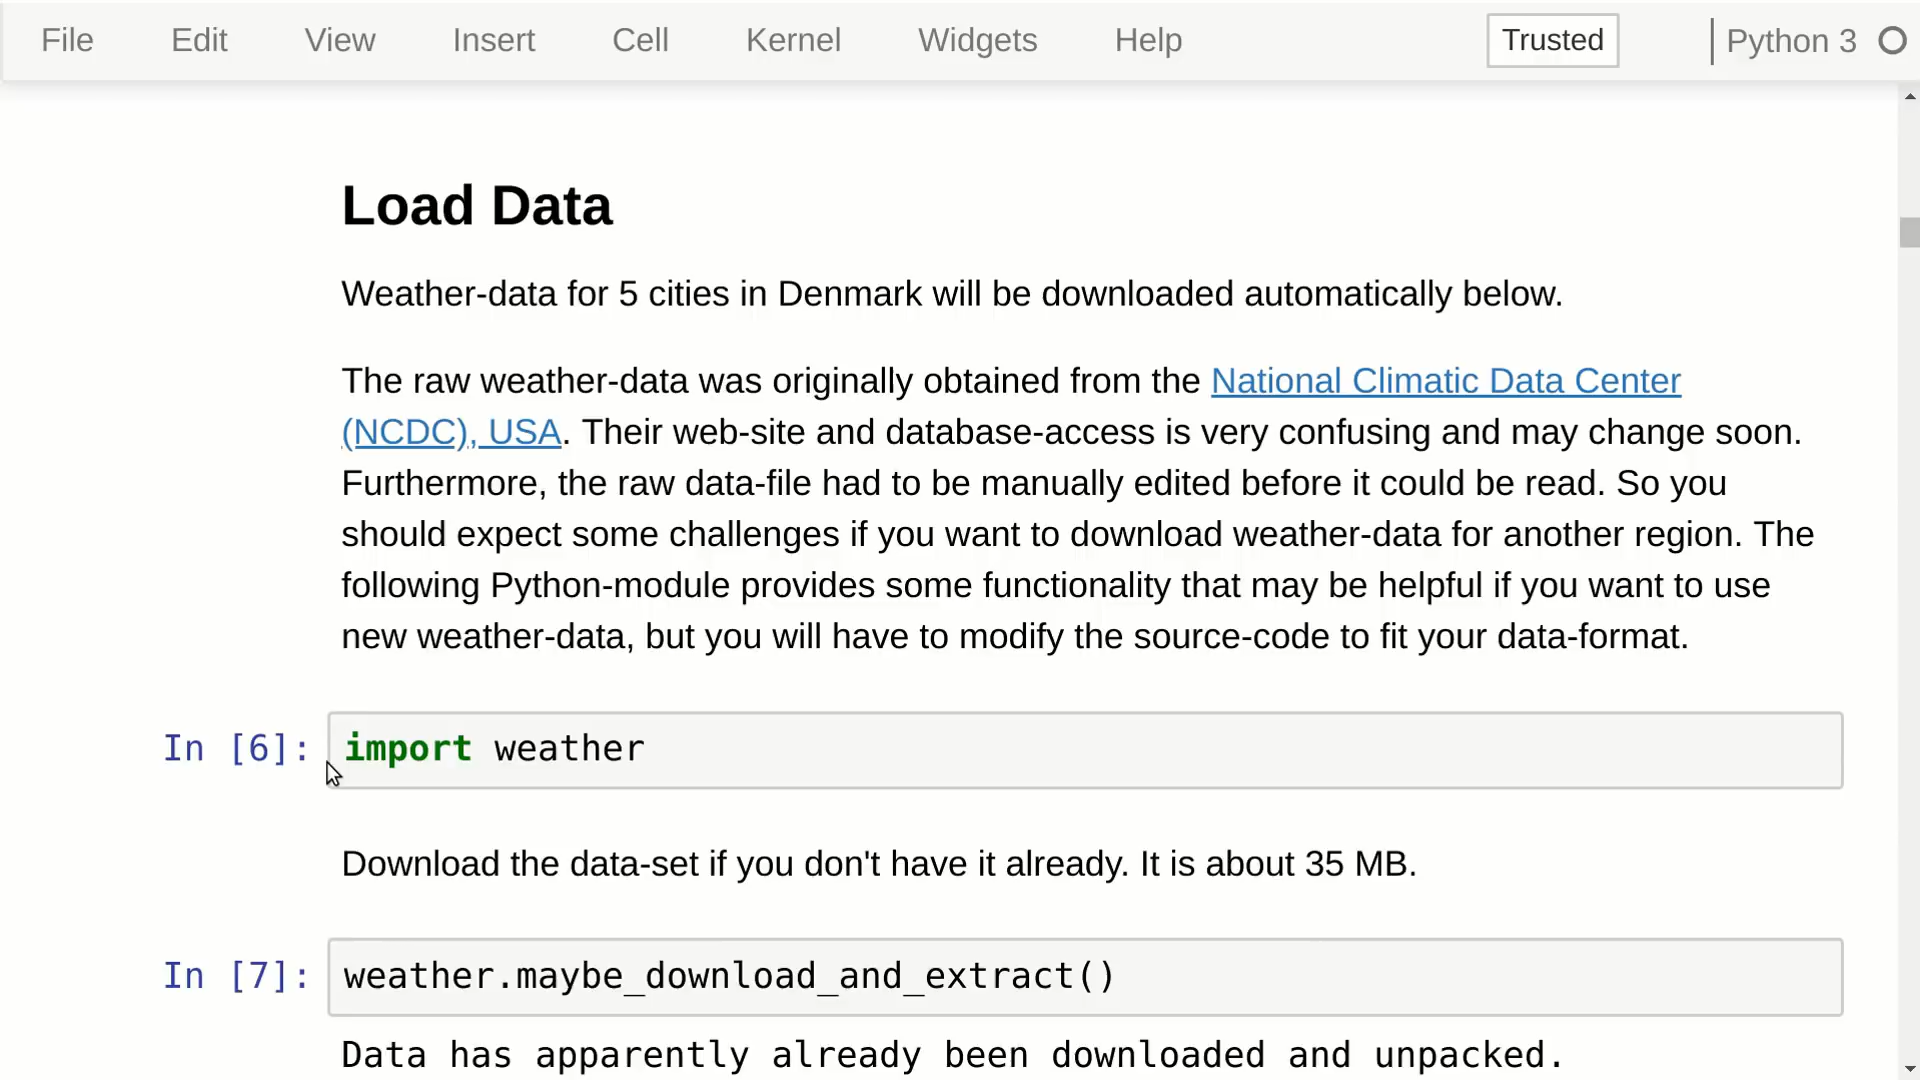 File Edit View Insert Cell Kernel Widgets Help Trusted Python 3
Load Data
Weather-data for 5 cities in Denmark will be downloaded automatically below.
The raw weather-data was originally obtained from the National Climatic Data Center
(NCDC), USA. Their web-site and database-access is very confusing and may change soon.
Furthermore, the raw data-file had to be manually edited before it could be read. So you
should expect some challenges if you want to download weather-data for another region. The
following Python-module provides some functionality that may be helpful if you want to use
new weather-data, but you will have to modify the source-code to fit your data-format.
In [6]: import weather
Download the data-set if you don't have it already. It is about 35 MB.
In [7]: weather.maybe_download_and_extract()
Data has apparently already been downloaded and unpacked.